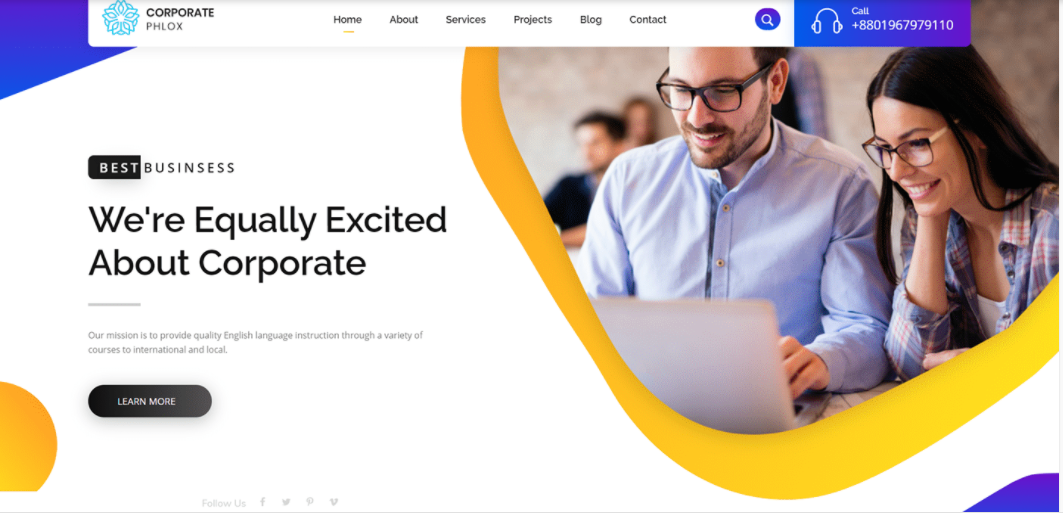 CORPORATE
PHLOX
Home About Services Projects Blog Contact
Call
+8801967979110
BEST BUSINSESS
We're Equally Excited
About Corporate
Our mission is to provide quality English language instruction through a variety of
courses to international and local.
LEARN MORE
Follow Us